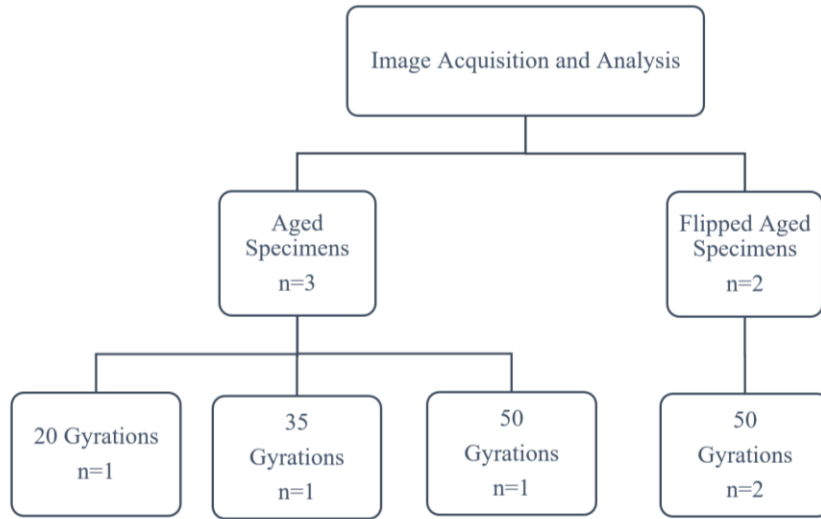 Image Acquisition and Analysis
Aged
Specimens
n=3
Flipped Aged
Specimens
n=2
20 Gyrations
n=1
35
Gyrations
n=1
50
Gyrations
n=1
50
Gyrations
n=2